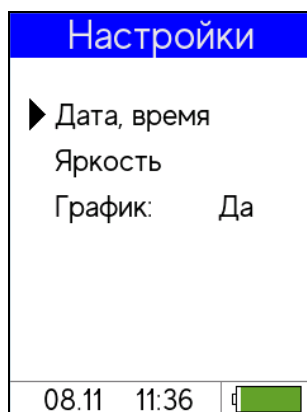 Настройки
Дата, время
Яркость
График: Да
08.11 11:36